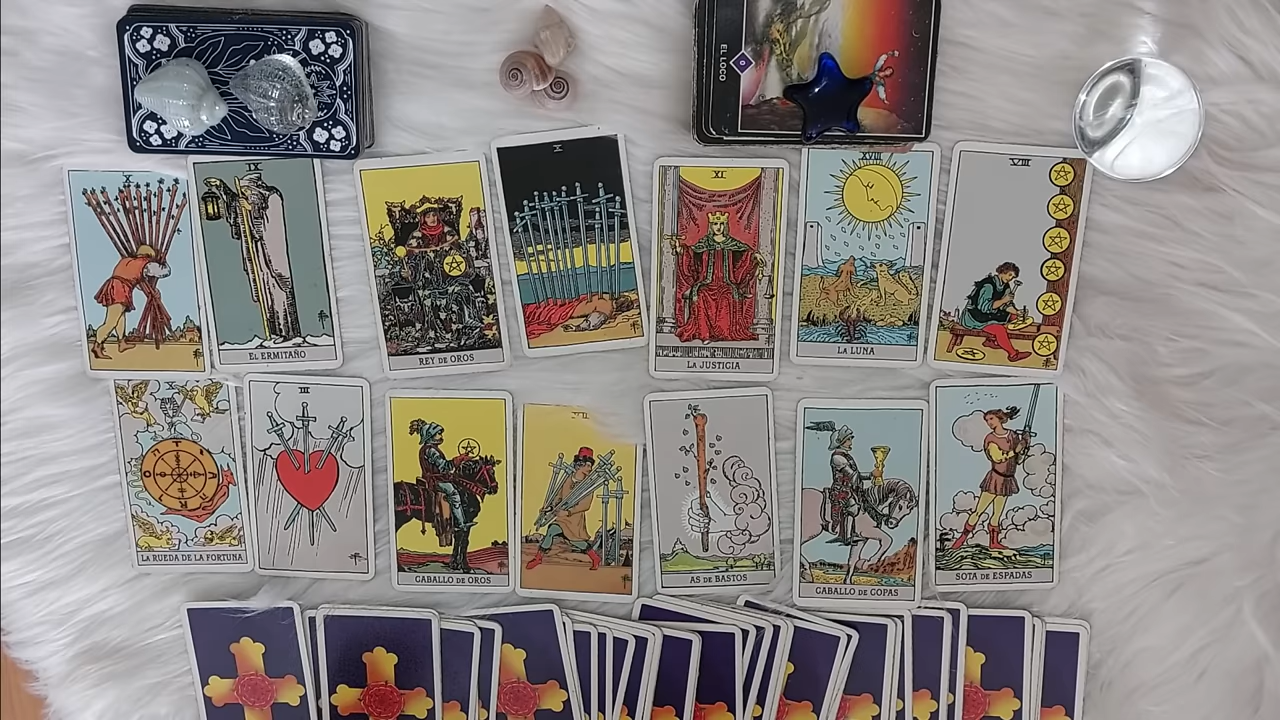 EL LOCO
0
X
IX
EL ERMITAÑO
REY DE OROS
X
XI
LA JUSTICIA
XVIII
LA LUNA
VIII
LA RUEDA DE LA FORTUNA
III
CABALLO DE OROS
AS DE BASTOS
CABALLO DE COPAS
SOTA DE ESPADAS